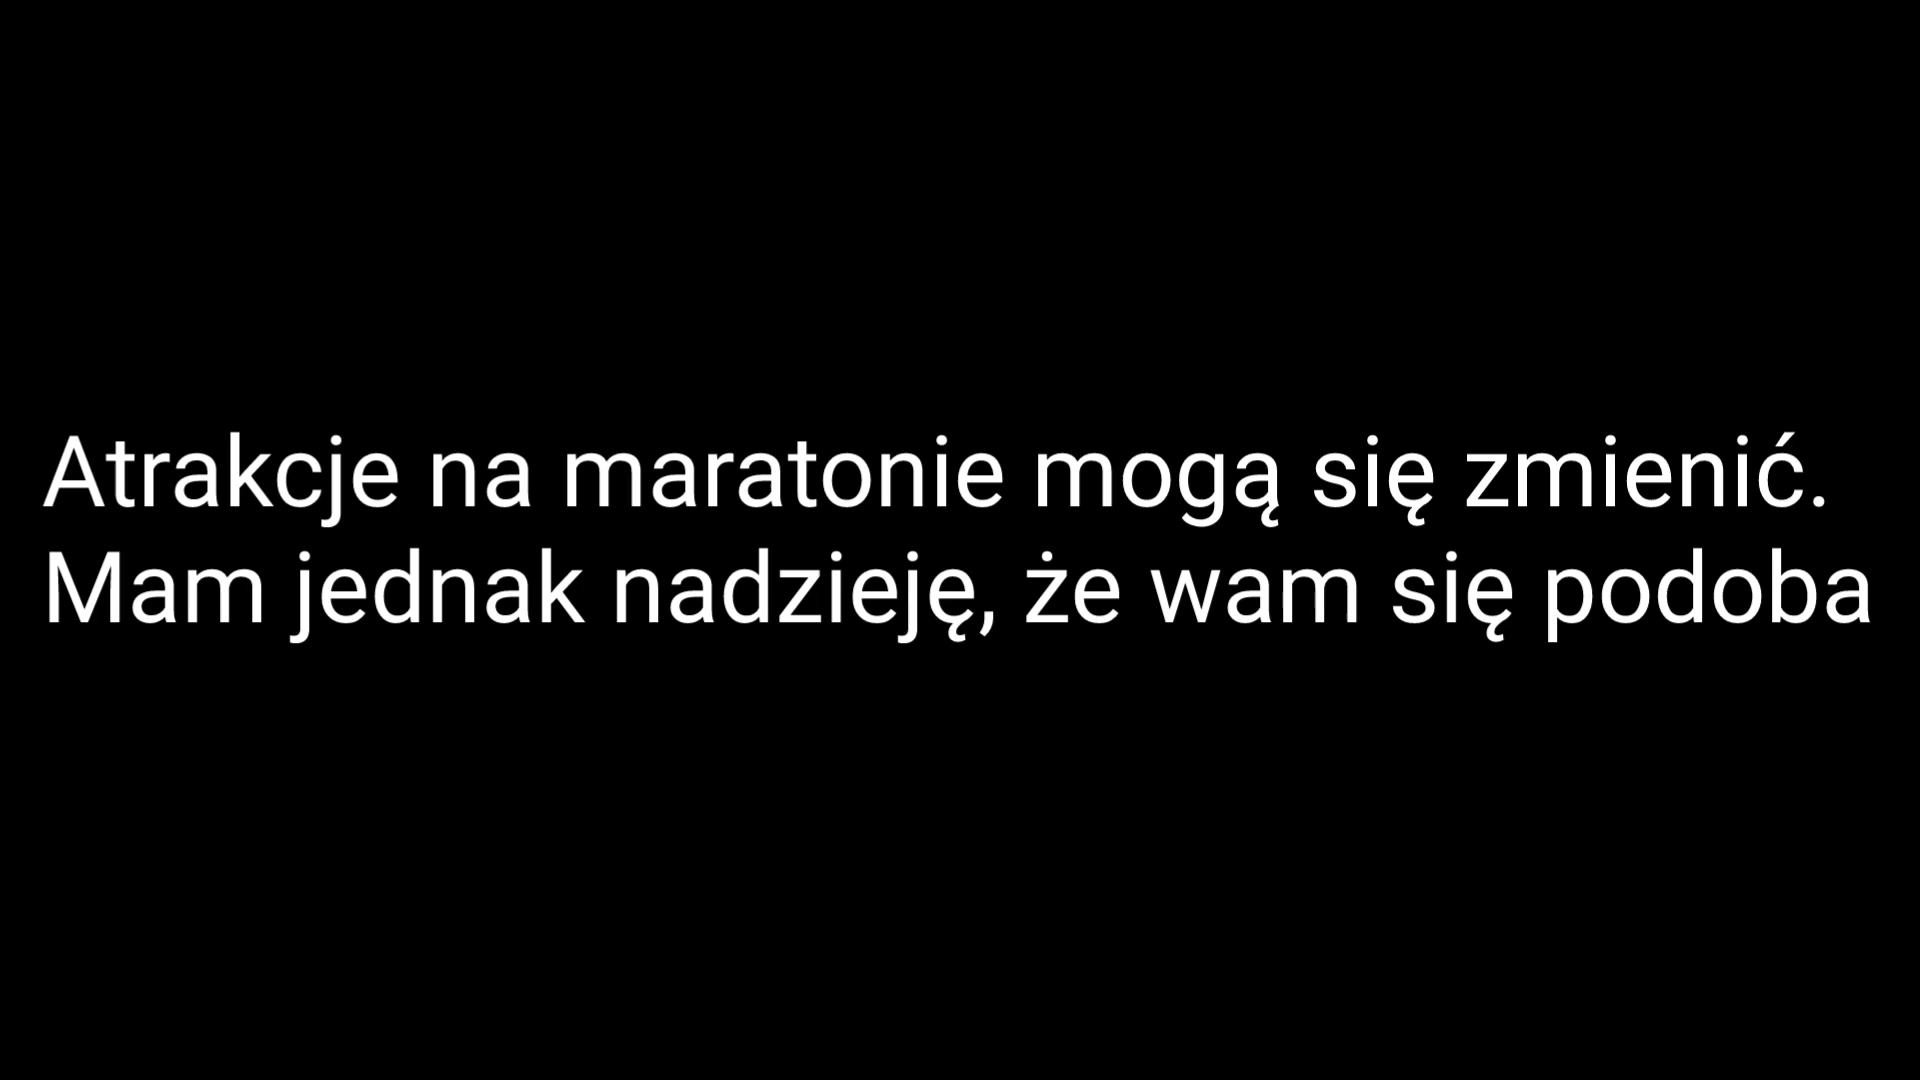 Atrakcje na maratonie mogą się zmienić.
Mam jednak nadzieję, że wam się podoba